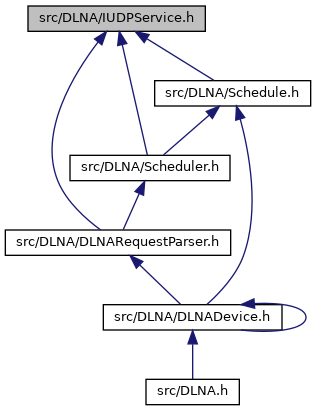 src/DLNA/IUDPService.h
src/DLNA/Schedule.h
src/DLNA/Scheduler.h
src/DLNA/DLNARequestParser.h
src/DLNA/DLNADevice.h
src/DLNA.h